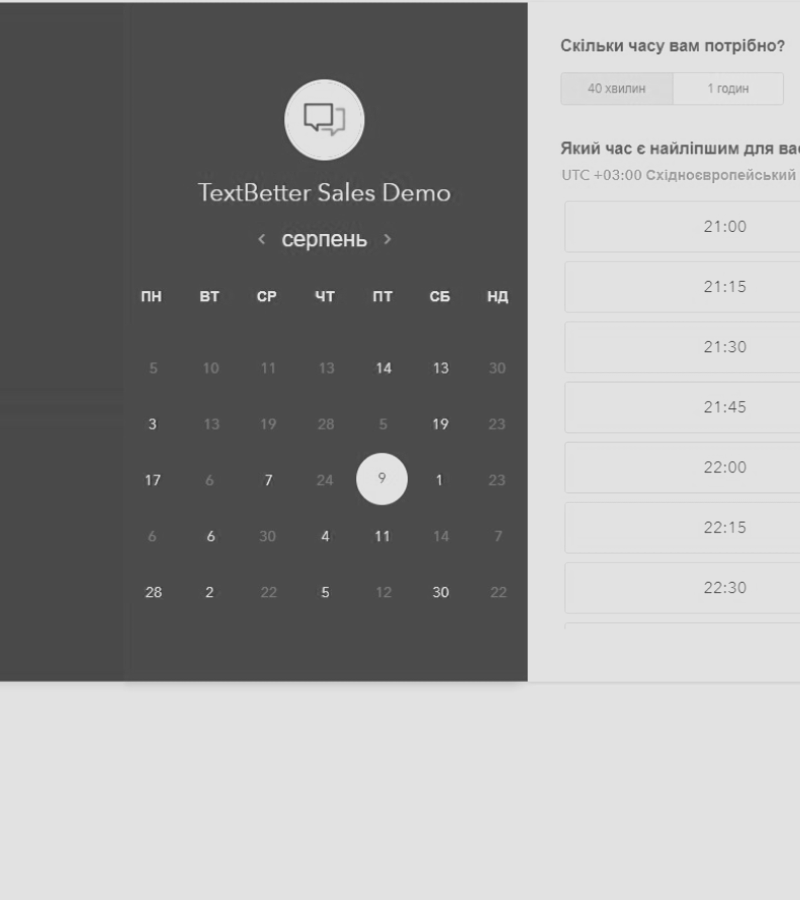 TextBetter Sales Demo
‹ серпень ›
ПН ВТ СР ЧТ ПТ СБ НД
5 10 11 13 14 13 30
3 13 19 28 5 19 23
17 6 7 24 9 1 23
6 6 30 4 11 14 7
28 2 22 5 12 30 22
Скільки часу вам потрібно?
40 хвилин 1 годин
Який час є найліпшим для
UTC +03:00 Східноєвропейський
21:00
21:15
21:30
21:45
22:00
22:15
22:30